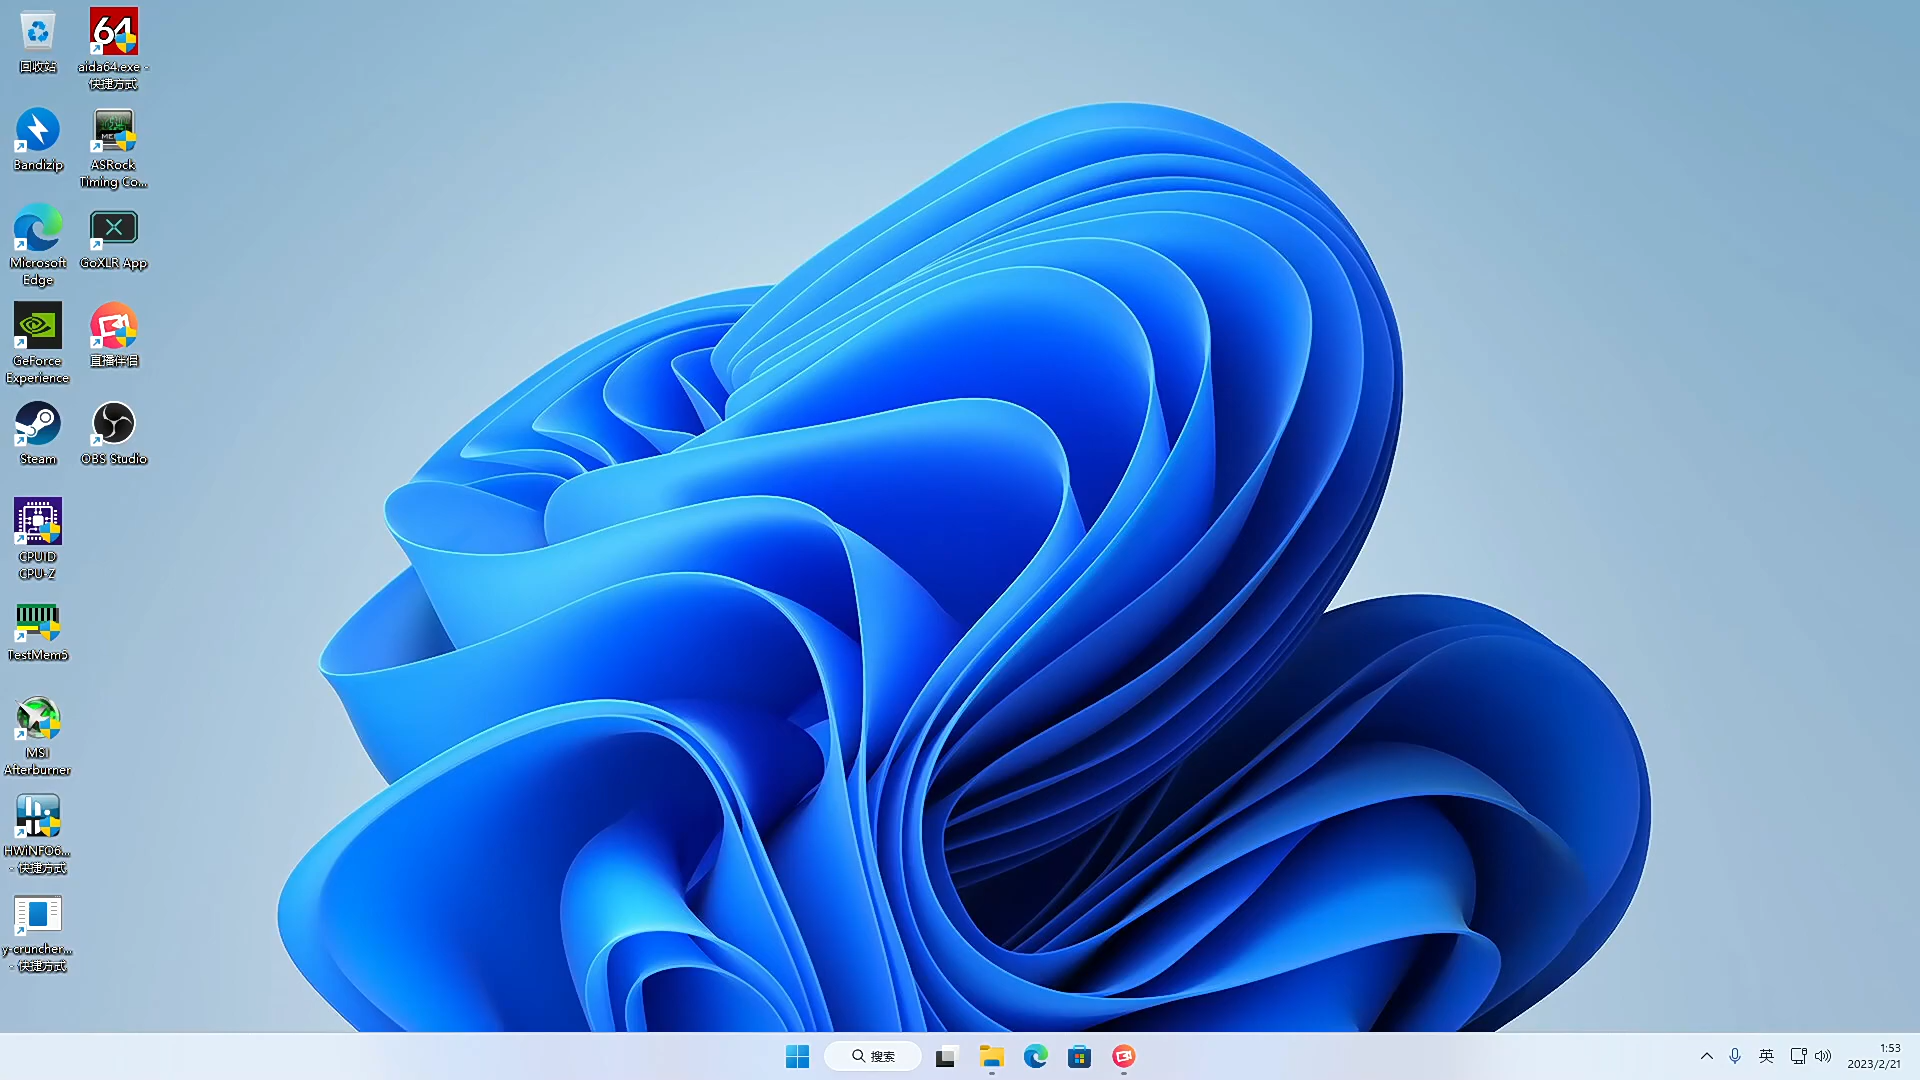 回收站
64
aida64.exe -
快捷方式
Bandizip
ASRock
Timing Co...
Microsoft
Edge
GoXLR App
GeForce
Experience
直播伴侣
Steam
OBS Studio
CPUID
CPU-Z
TestMem5
MSI
Afterburner
HWiNFO6...
- 快捷方式
y-cruncher...
- 快捷方式
搜索
英
1:53
2023/2/21